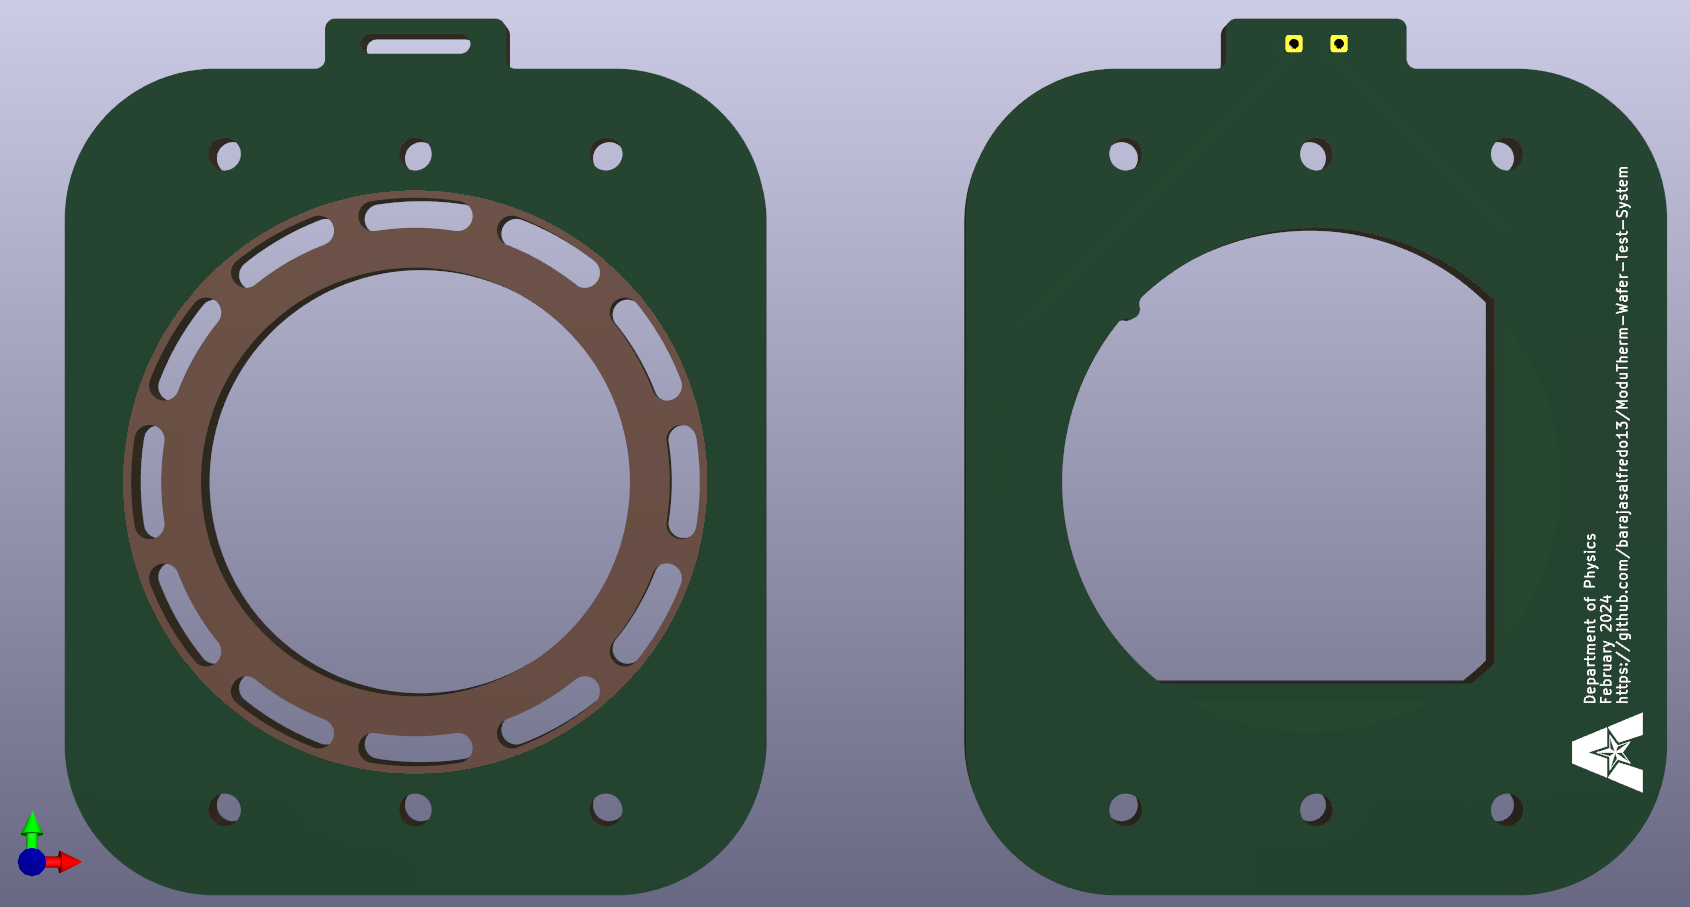 Department of Physics
February 2024
https://github.com/barajasalfredo13/ModuTherm-Wafer-Test-System